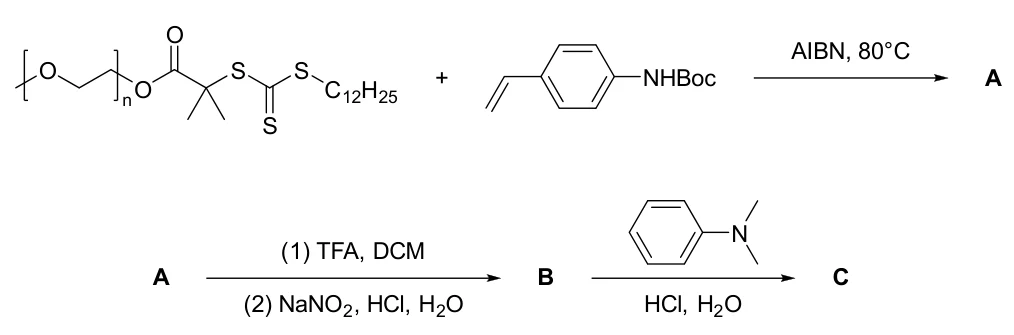 O
O
n
O
S
S
S
C₁₂H₂₅
+
NHBoc
AIBN, 80°C
A
A
(1) TFA, DCM
(2) NaNO₂, HCl, H₂O
B
N
HCl, H₂O
C